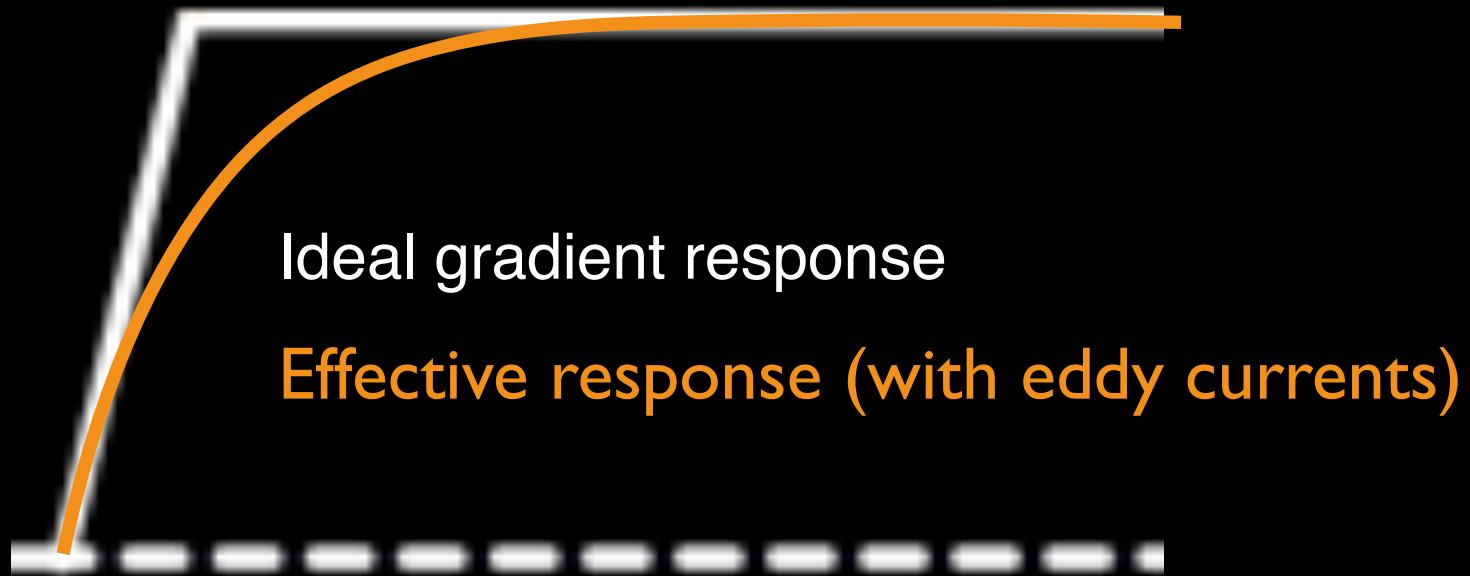 Ideal gradient response
Effective response (with eddy currents)